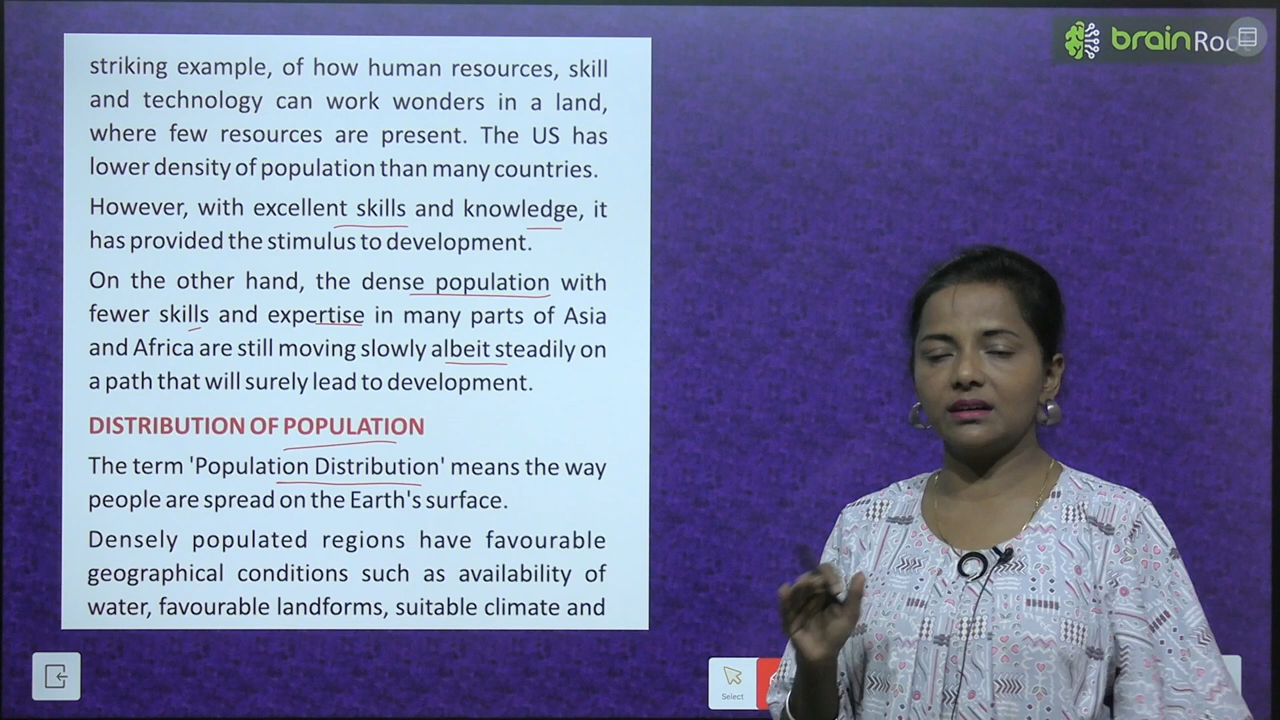 brainRo
striking example, of how human resources, skill
and technology can work wonders in a land,
where few resources are present. The US has
lower density of population than many countries.
However, with excellent skills and knowledge, it
has provided the stimulus to development.
On the other hand, the dense population with
fewer skills and expertise in many parts of Asia
and Africa are still moving slowly albeit steadily on
a path that will surely lead to development.
DISTRIBUTION OF POPULATION
The term 'Population Distribution' means the way
people are spread on the Earth's surface.
Densely populated regions have favourable
geographical conditions such as availability of
water, favourable landforms, suitable climate and
Select